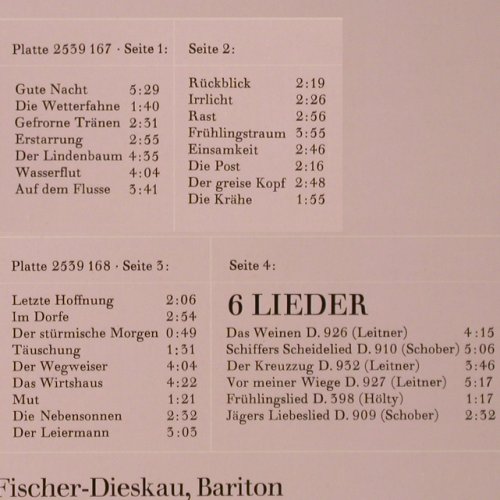 Platte 2539 167 · Seite 1:
Gute Nacht 5:29
Die Wetterfahne 1:40
Gefrorne Tränen 2:31
Erstarrung 2:55
Der Lindenbaum 4:35
Wasserflut 4:04
Auf dem Flusse 3:41
Seite 2:
Rückblick 2:19
Irrlicht 2:26
Rast 2:56
Frühlingstraum 3:55
Einsamkeit 2:46
Die Post 2:16
Der greise Kopf 2:48
Die Krähe 1:55
Platte 2539 168 · Seite 3:
Letzte Hoffnung 2:06
Im Dorfe 2:54
Der stürmische Morgen 0:49
Täuschung 1:31
Der Wegweiser 4:04
Das Wirtshaus 4:22
Mut 1:21
Die Nebensonnen 2:32
Der Leiermann 3:03
Seite 4:
6 LIEDER
Das Weinen D. 926 (Leitner) 4:15
Schiffers Scheidelied D. 910 (Schober) 5:06
Der Kreuzzug D. 932 (Leitner) 3:46
Vor meiner Wiege D. 927 (Leitner) 5:17
Frühlingslied D. 398 (Hölty) 1:17
Jägers Liebeslied D. 909 (Schober) 2:32
Fischer-Dieskau, Bariton